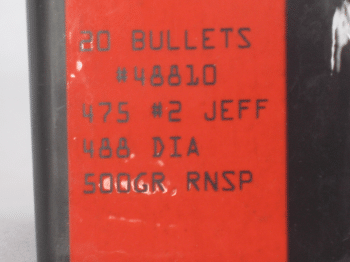 20 BULLETS
#48810
475 #2 JEFF
488 DIA
500GR RNSP